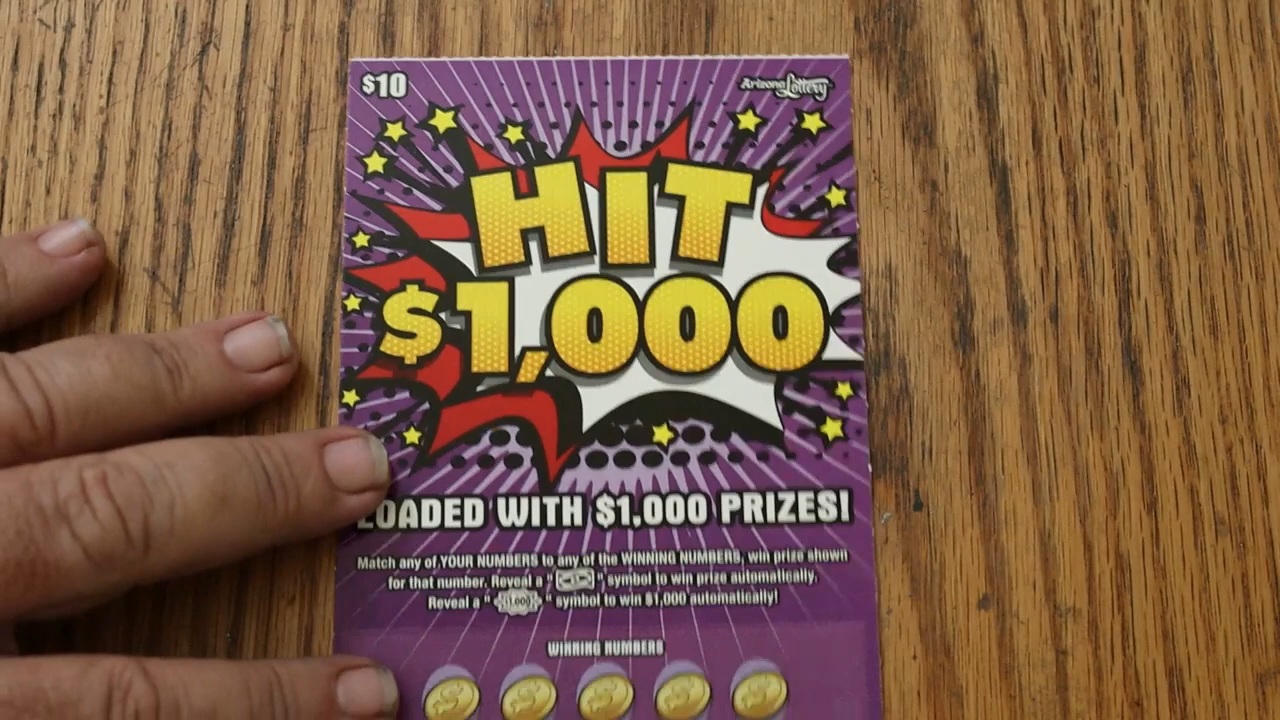 $10
Arizona Lottery
HIT
$1,000
LOADED WITH $1,000 PRIZES!
Match any of YOUR NUMBERS to any of the WINNING NUMBERS, win prize shown
for that number. Reveal a " " symbol to win prize automatically.
Reveal a " $1,000 " symbol to win $1,000 automatically!
WINNING NUMBERS